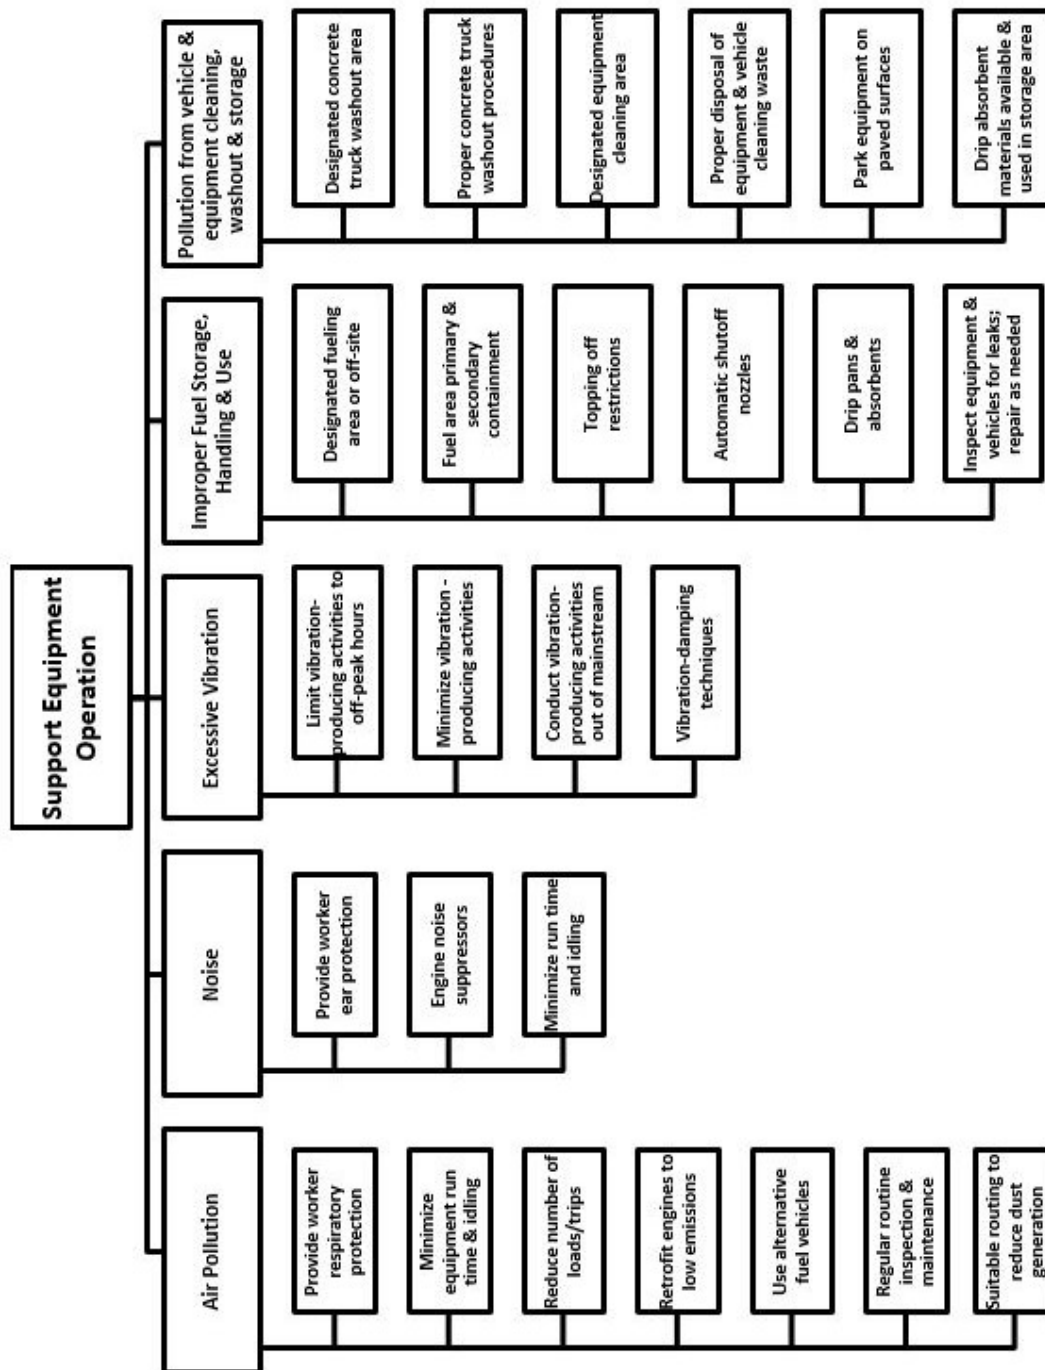 Support Equipment
Operation
Air Pollution
Provide worker
respiratory
protection
Minimize
equipment run
time & idling
Reduce number of
loads/trips
Retrofit engines to
low emissions
Use alternative
fuel vehicles
Regular routine
inspection &
maintenance
Suitable routing to
reduce dust
generation
Noise
Provide worker
ear protection
Engine noise
suppressors
Minimize run time
and idling
Excessive Vibration
Limit vibration-
producing activities to
off-peak hours
Minimize vibration -
producing activities
Conduct vibration-
producing activities
out of mainstream
Vibration-damping
techniques
Improper Fuel Storage,
Handling & Use
Designated fueling
area or off-site
Fuel area primary &
secondary
containment
Topping off
restrictions
Automatic shutoff
nozzles
Drip pans &
absorbents
Inspect equipment &
vehicles for leaks;
repair as needed
Pollution from vehicle &
equipment cleaning,
washout & storage
Designated concrete
truck washout area
Proper concrete truck
washout procedures
Designated equipment
cleaning area
Proper disposal of
equipment & vehicle
cleaning waste
Park equipment on
paved surfaces
Drip absorbent
materials available &
used in storage area